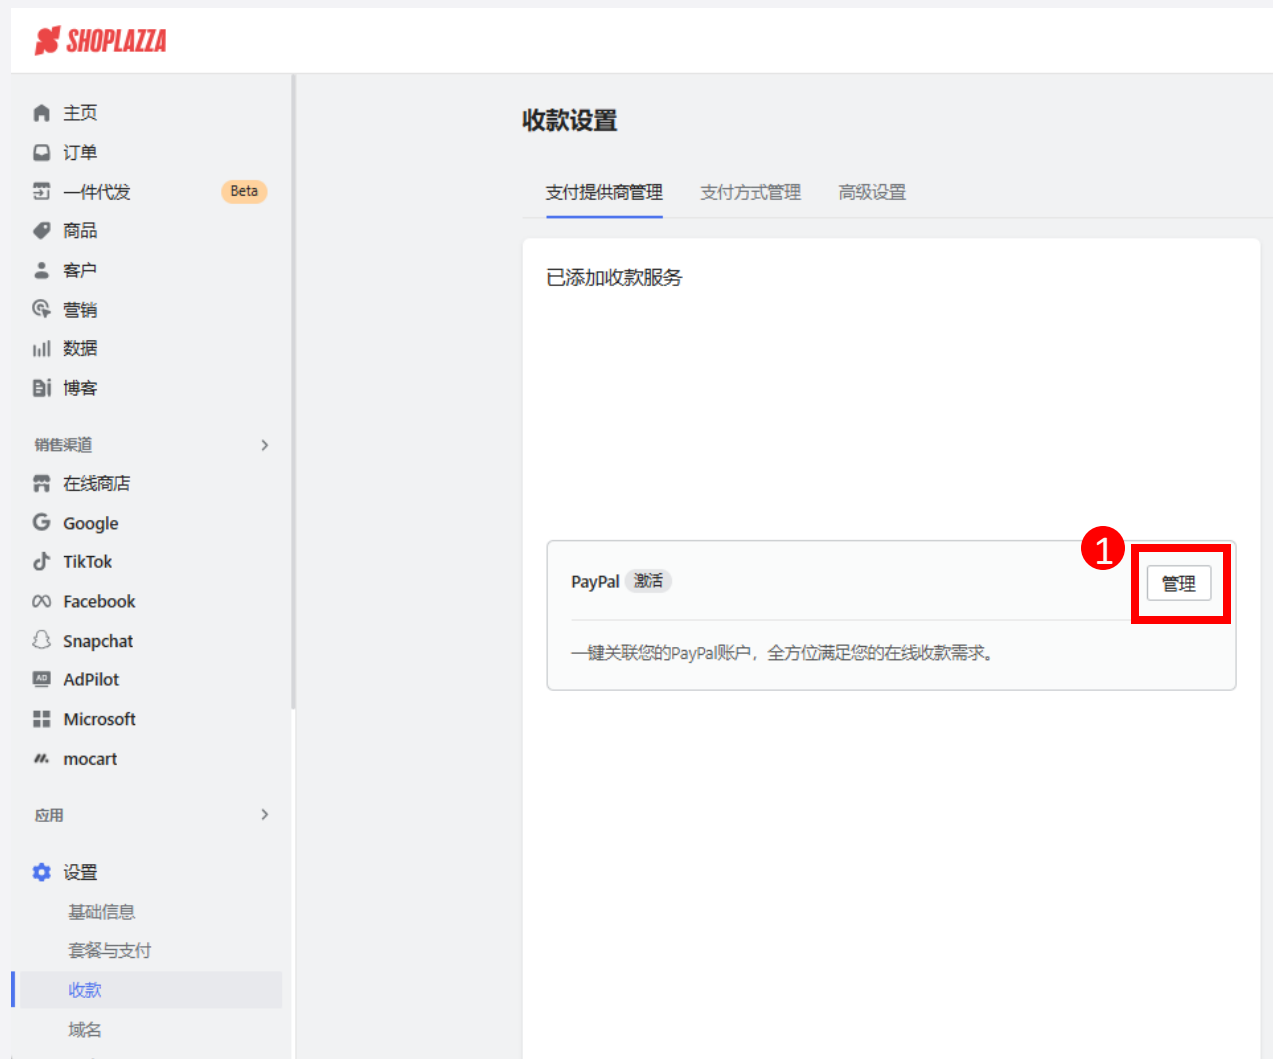 SHOPLAZZA
主页
订单
一件代发 Beta
商品
客户
营销
数据
博客
销售渠道
在线商店
Google
TikTok
Facebook
Snapchat
AD AdPilot
Microsoft
mocart
应用
设置
基础信息
套餐与支付
收款
域名
收款设置
支付提供商管理 支付方式管理 高级设置
已添加收款服务
1
PayPal 激活 管理
一键关联您的PayPal账户，全方位满足您的在线收款需求。